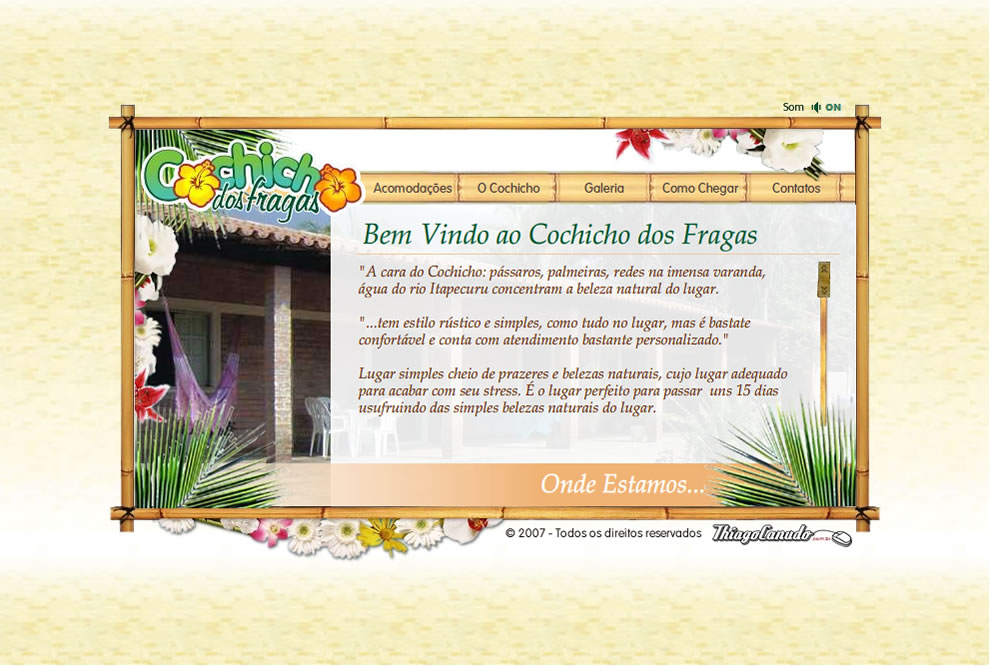 Som ON
Cochicho
dos fragas
Acomodações O Cochicho Galeria Como Chegar Contatos
Bem Vindo ao Cochicho dos Fragas
"A cara do Cochicho: pássaros, palmeiras, redes na imensa varanda,
água do rio Itapecuru concentram a beleza natural do lugar.
"...tem estilo rústico e simples, como tudo no lugar, mas é bastate
confortável e conta com atendimento bastante personalizado."
Lugar simples cheio de prazeres e belezas naturais, cujo lugar adequado
para acabar com seu stress. É o lugar perfeito para passar uns 15 dias
usufruindo das simples belezas naturais do lugar.
Onde Estamos...
© 2007 - Todos os direitos reservados ThiagoCanudo.com.br